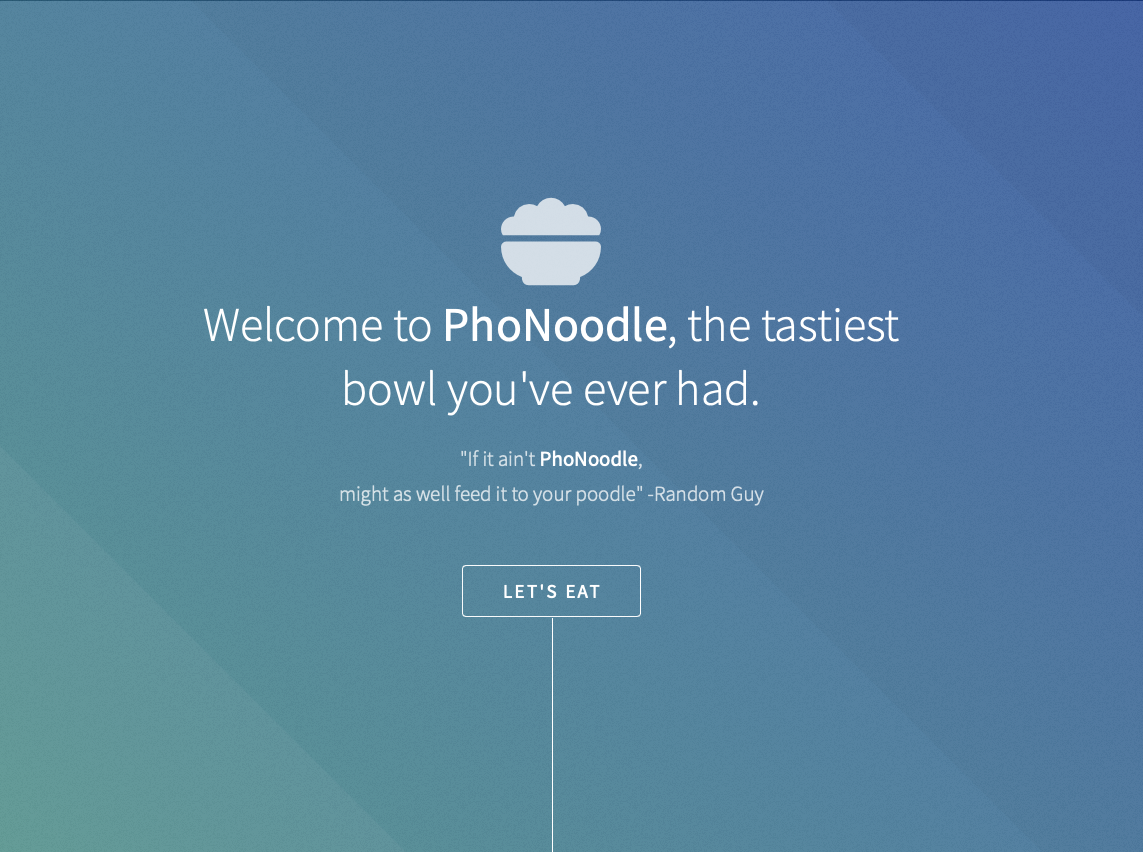 Welcome to PhoNoodle, the tastiest
bowl you've ever had.
"If it ain't PhoNoodle,
might as well feed it to your poodle" -Random Guy
LET'S EAT